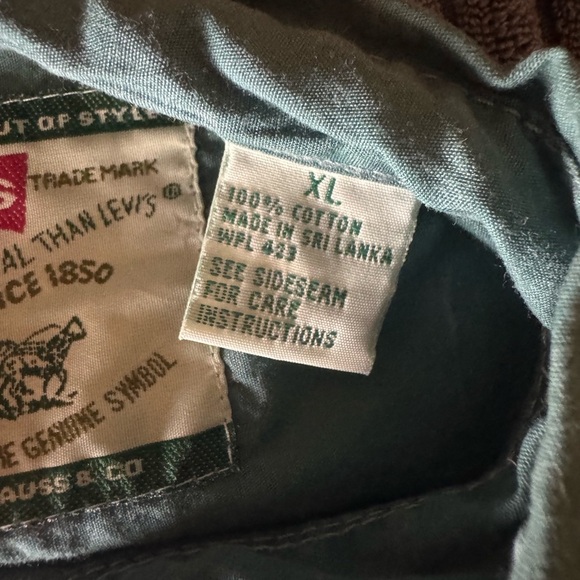 UT OF STYLE
S
TRADE MARK
AL THAN LEVI'S ®
CE 1850
E GENUINE SYMBOL
AUSS & CO
XL
100% COTTON
MADE IN SRI LANKA
WPL 423
SEE SIDESEAM
FOR CARE
INSTRUCTIONS